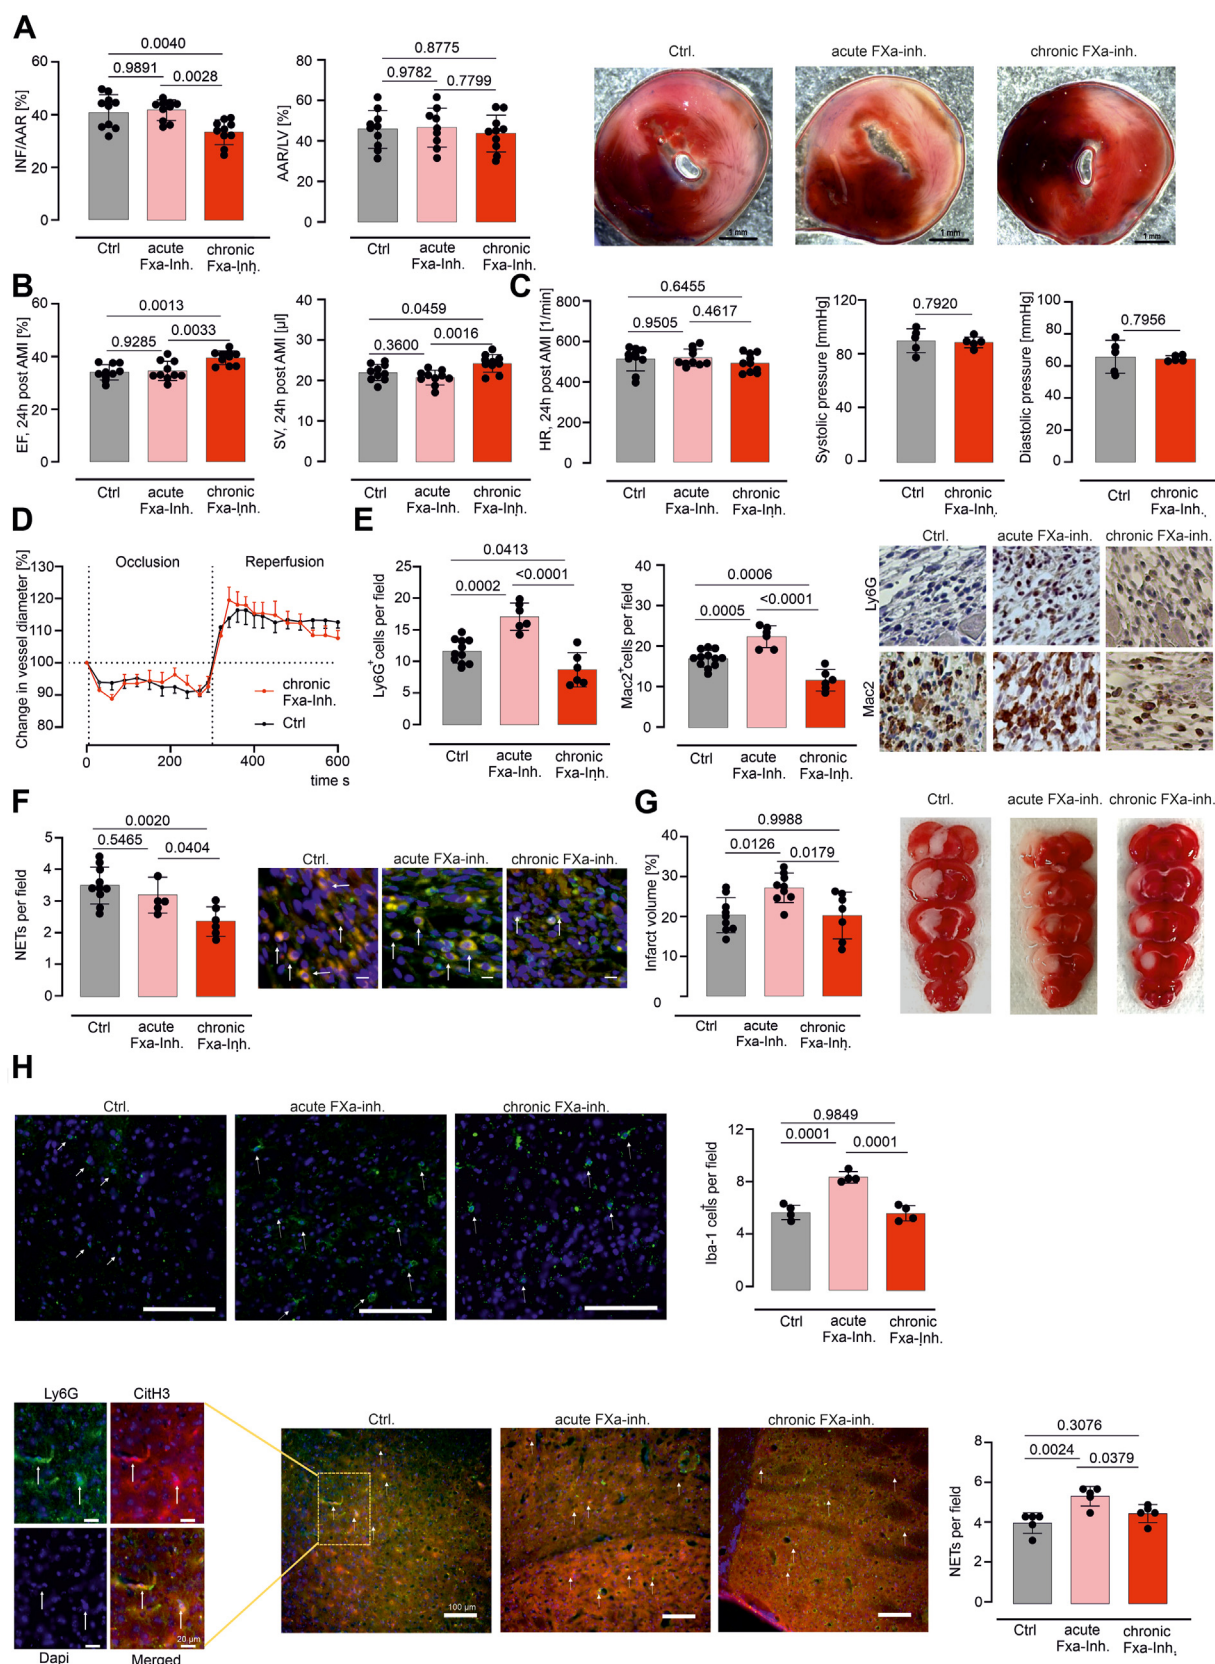 A
0.0040
0.9891
0.0028
INF/AAR [%]
60
40
20
0
Ctrl
acute
Fxa-Inh.
chronic
Fxa-Inh.
0.8775
0.9782
0.7799
AAR/LV [%]
80
60
40
20
0
Ctrl
acute
Fxa-Inh.
chronic
Fxa-Inh.
Ctrl.
acute FXa-inh.
chronic FXa-inh.
1 mm
1 mm
1 mm
B
0.0013
0.9285
0.0033
EF, 24h post AMI [%]
60
40
20
0
Ctrl
acute
Fxa-Inh.
chronic
Fxa-Inh.
0.0459
0.3600
0.0016
SV, 24h post AMI [µl]
40
30
20
10
0
Ctrl
acute
Fxa-Inh.
chronic
Fxa-Inh.
C
0.6455
0.9505
0.4617
HR, 24h post AMI [1/min]
800
600
400
200
0
Ctrl
acute
Fxa-Inh.
chronic
Fxa-Inh.
0.7920
Systolic pressure [mmHg]
120
80
40
0
Ctrl
chronic
Fxa-Inh.
0.7956
Diastolic pressure [mmHg]
100
80
60
40
20
0
Ctrl
chronic
Fxa-Inh.
D
Change in vessel diameter [%]
130
120
110
100
90
80
Occlusion
Reperfusion
chronic
Fxa-Inh.
Ctrl
0
200
400
600
time s
E
0.0413
0.0002
<0.0001
Ly6G+cells per field
25
20
15
10
5
0
Ctrl
acute
Fxa-Inh.
chronic
Fxa-Inh.
0.0006
0.0005
<0.0001
Mac2+cells per field
40
30
20
10
0
Ctrl
acute
Fxa-Inh.
chronic
Fxa-Inh.
Ctrl.
acute FXa-inh.
chronic FXa-inh.
Ly6G
Mac2
F
0.0020
0.5465
0.0404
NETs per field
5
4
3
2
1
0
Ctrl
acute
Fxa-Inh.
chronic
Fxa-Inh.
Ctrl.
acute FXa-inh.
chronic FXa-inh.
G
0.9988
0.0126
0.0179
Infarct volume [%]
40
30
20
10
0
Ctrl
acute
Fxa-Inh.
chronic
Fxa-Inh.
Ctrl.
acute FXa-inh.
chronic FXa-inh.
H
Ctrl.
acute FXa-inh.
chronic FXa-inh.
0.9849
0.0001
0.0001
Iba-1 cells+ per field
12
8
4
0
Ctrl
acute
Fxa-Inh.
chronic
Fxa-Inh.
Ly6G
CitH3
Dapi
Merged
20 µm
Ctrl.
acute FXa-inh.
chronic FXa-inh.
100 µm
0.3076
0.0024
0.0379
NETs per field
8
6
4
2
0
Ctrl
acute
Fxa-Inh.
chronic
Fxa-Inh.